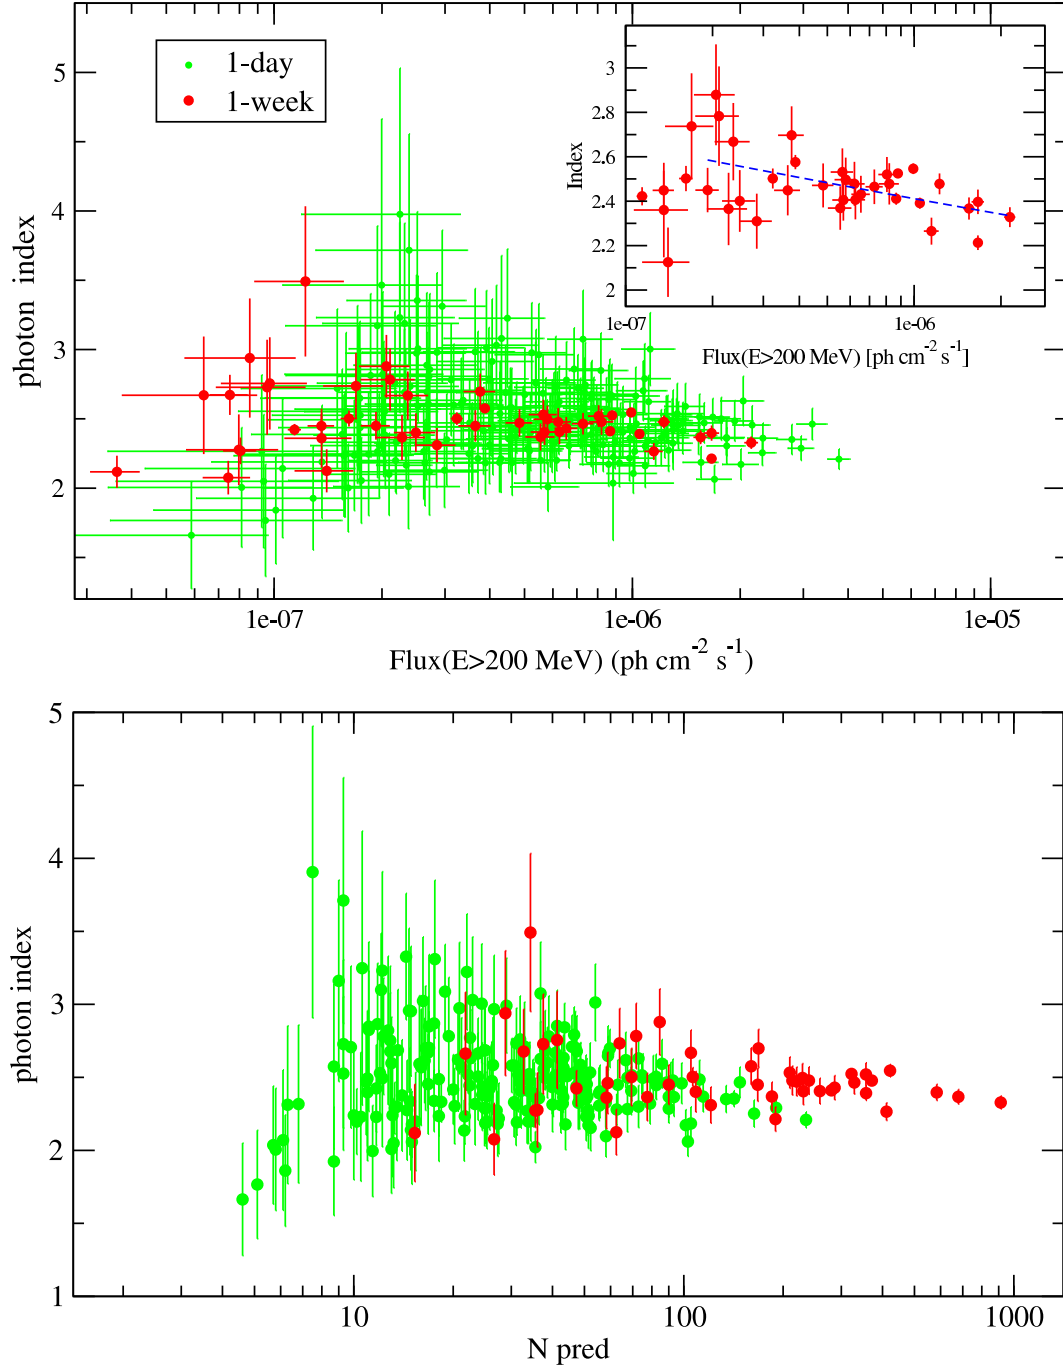 5
4
3
2
photon index
1-day
1-week
3
2.8
2.6
2.4
2.2
2
Index
1e-07 1e-06
Flux(E>200 MeV) [ph cm⁻² s⁻¹]
1e-07 1e-06 1e-05
Flux(E>200 MeV) (ph cm⁻² s⁻¹)
5
4
3
2
1
photon index
10 100 1000
N pred